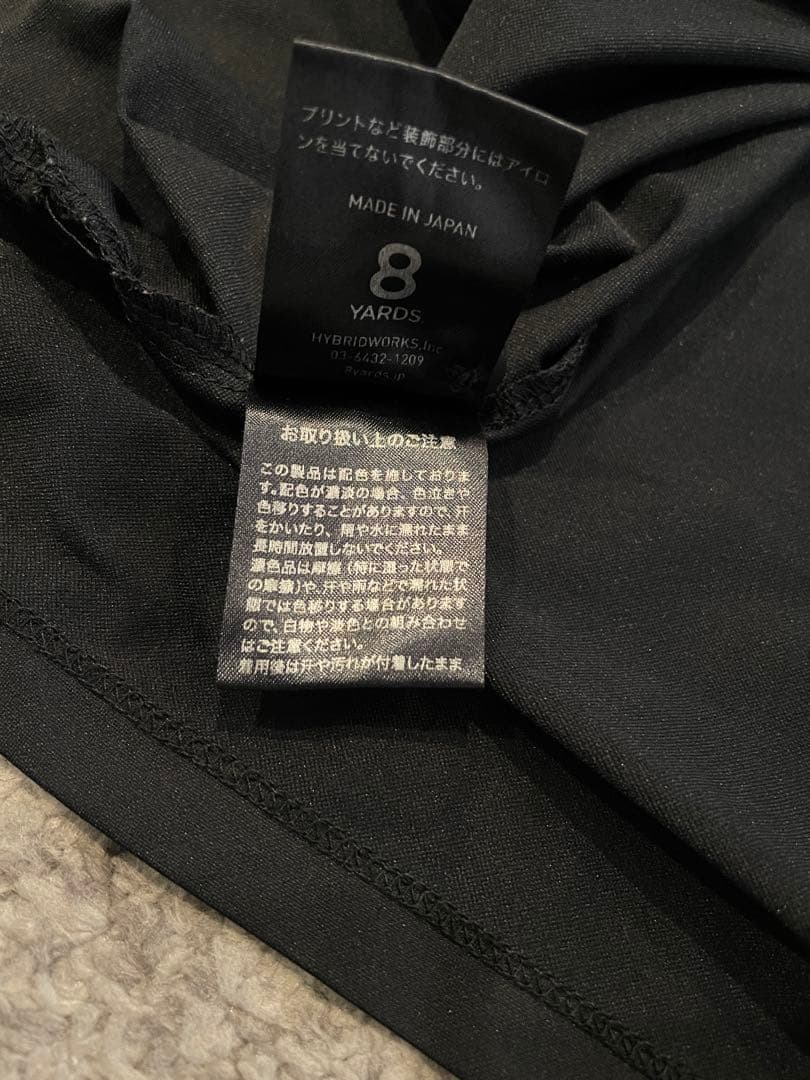 プリントなど装飾部分にはアイロ
ンを当てないでください。
MADE IN JAPAN
8
YARDS.
HYBRIDWORKS,Inc
03-6432-1209
8yards.jp
お取り扱い上のご注意
この製品は配色を施しておりま
す。配色が濃淡の場合、色泣きや
色移りすることがありますので、汗
をかいたり、雨や水に濡れたまま
長時間放置しないでください。
濃色品は摩擦(特に湿った状態で
の摩擦)や、汗や雨などで濡れた状
態では色移りする場合があります
ので、白物や淡色との組み合わせ
はご注意ください。
着用後は汗や汚れが付着したまま